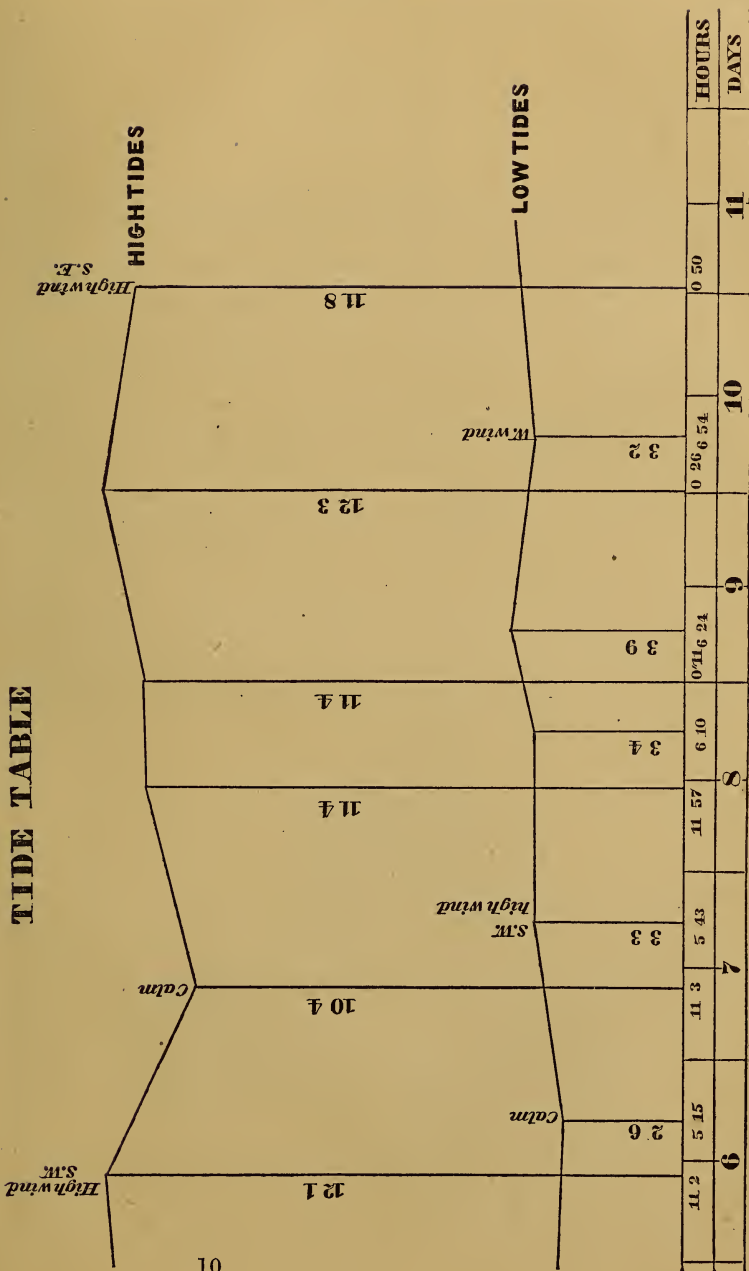 TIDE TABLE
High wind
S.W.
Calm
High wind
S.E.
HIGH TIDES
12 1
10 4
11 4
11 4
12 3
11 8
Calm
S.W.
high wind
W. wind
LOW TIDES
2 6
3 3
3 4
3 9
3 2
11 2 5 15 11 3 5 43 11 57 6 10 0 11 6 24 0 26 6 54 0 50 HOURS
6 7 8 9 10 11 DAYS
10